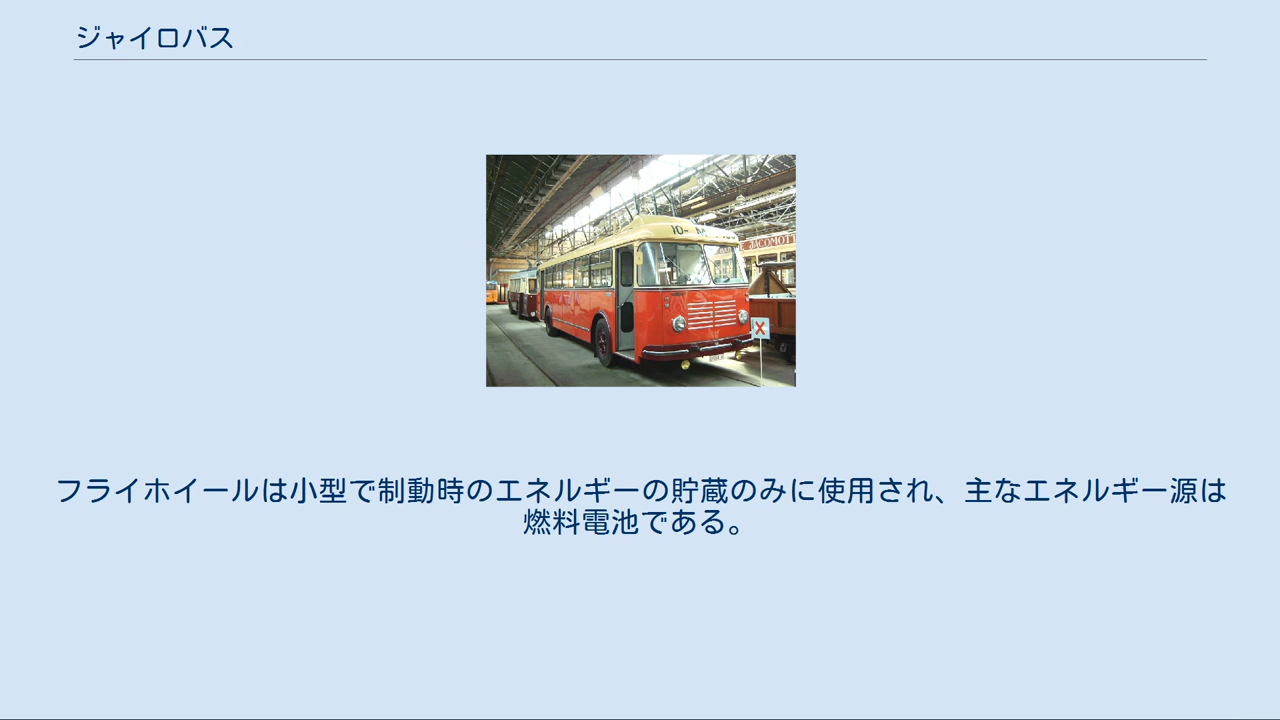 ジャイロバス
フライホイールは小型で制動時のエネルギーの貯蔵のみに使用され、主なエネルギー源は
燃料電池である。